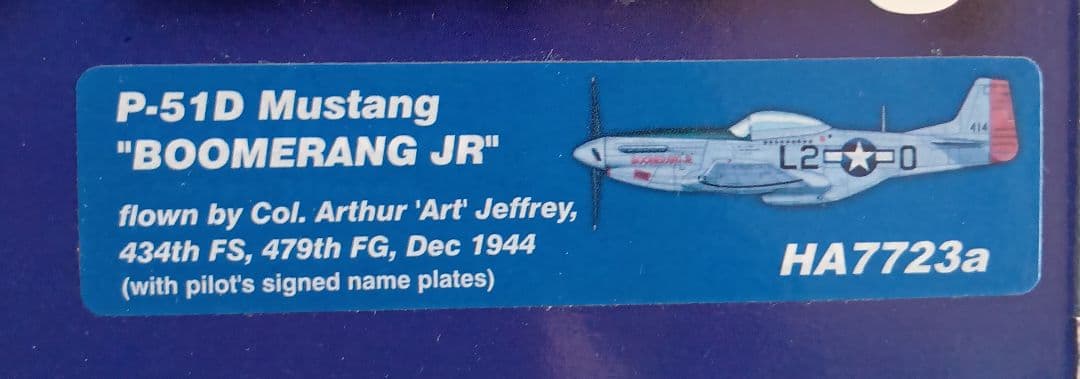 P-51D Mustang
"BOOMERANG JR"
flown by Col. Arthur 'Art' Jeffrey,
434th FS, 479th FG, Dec 1944
(with pilot's signed name plates)
414
L2 O
HA7723a